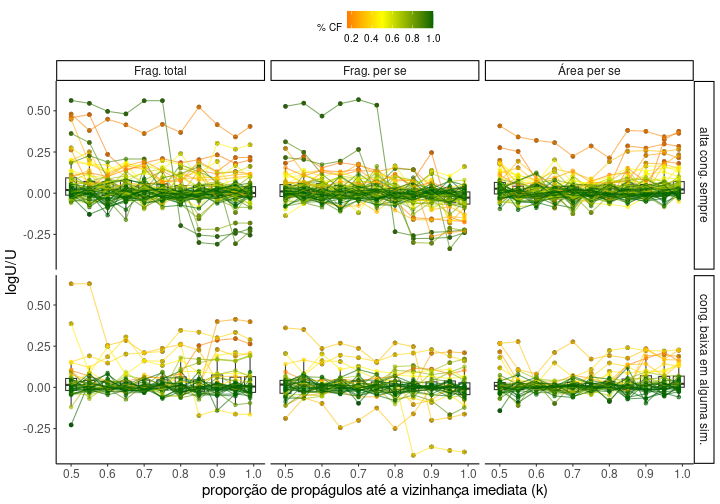 % CF
0.2 0.4 0.6 0.8 1.0
Frag. total Frag. per se Área per se
alta cong. sempre
0.50
0.25
0.00
-0.25
logU/U
cong. baixa em alguma sim.
0.50
0.25
0.00
-0.25
0.5 0.6 0.7 0.8 0.9 1.0 0.5 0.6 0.7 0.8 0.9 1.0 0.5 0.6 0.7 0.8 0.9 1.0
proporção de propágulos até a vizinhança imediata (k)